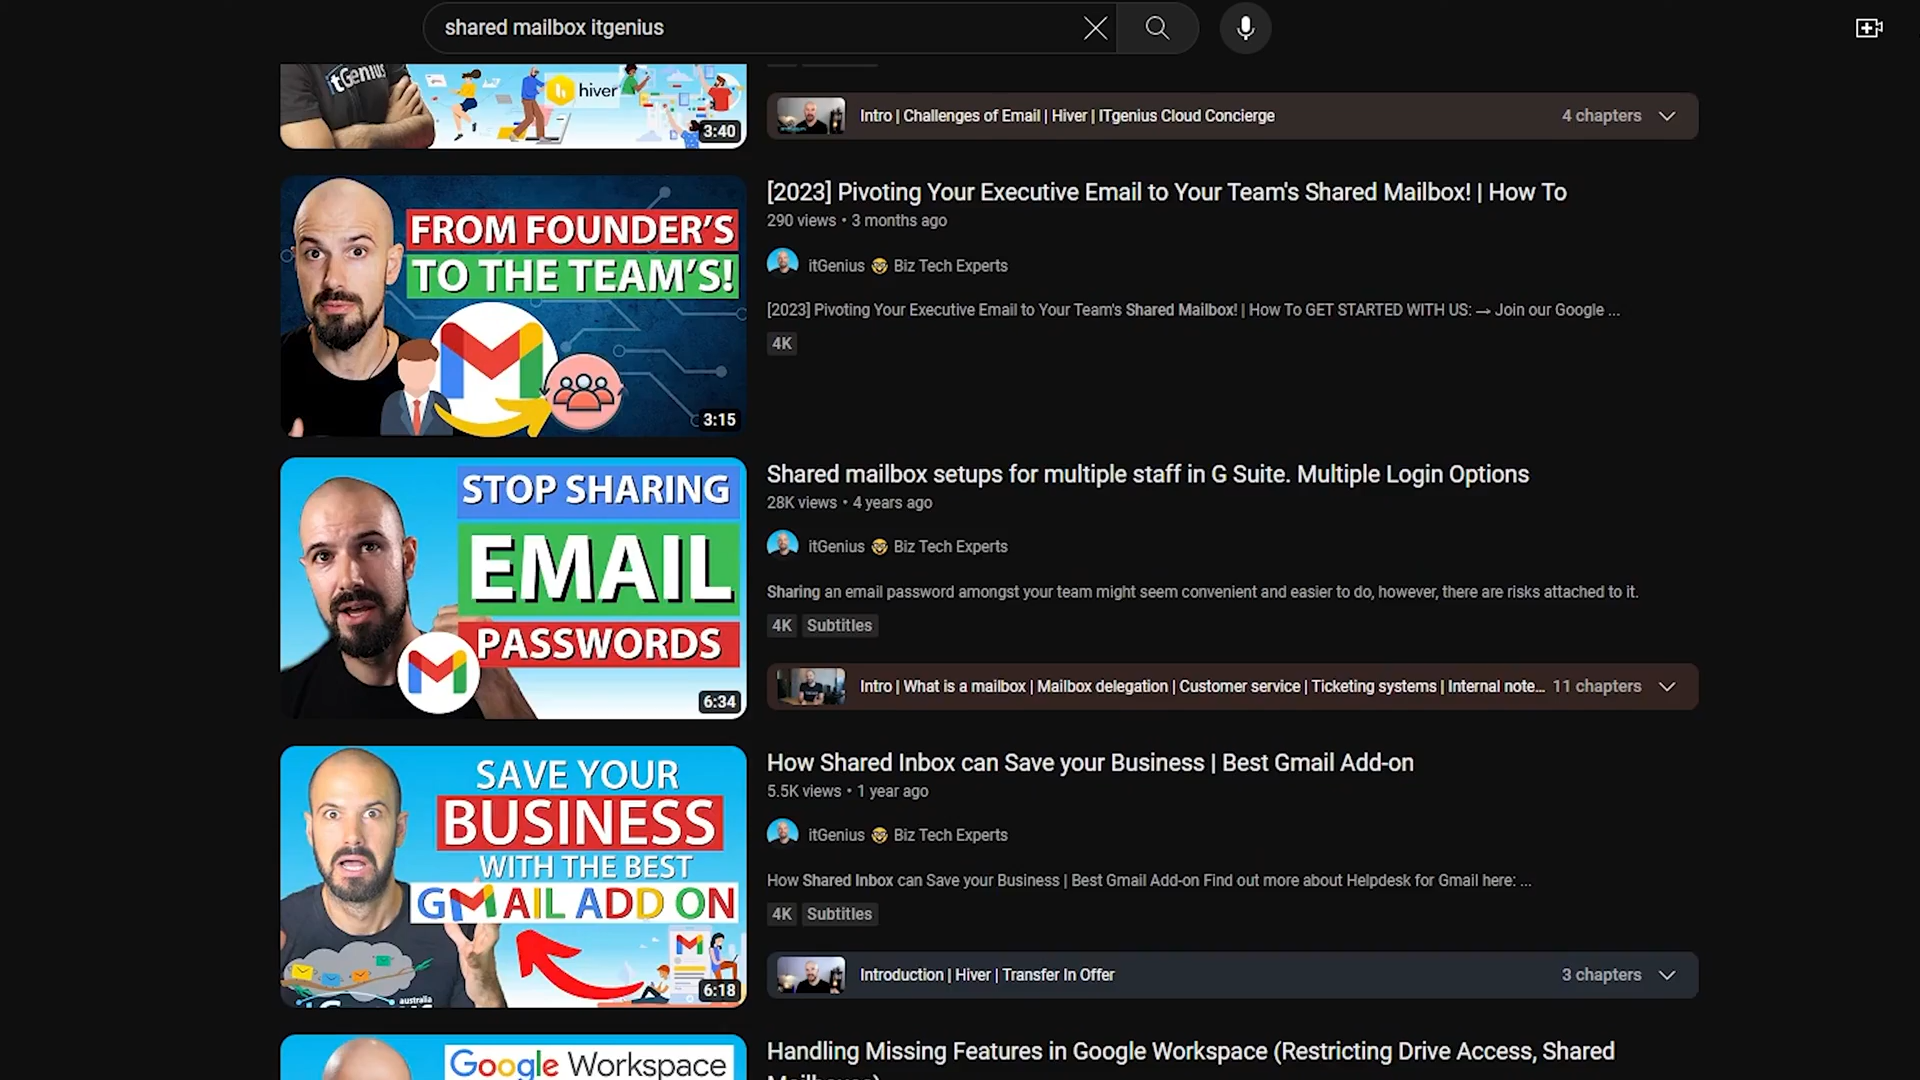 shared mailbox itgenius
itGenius
hiver
3:40
Intro | Challenges of Email | Hiver | ITgenius Cloud Concierge
4 chapters
FROM FOUNDER'S
TO THE TEAM'S!
3:15
[2023] Pivoting Your Executive Email to Your Team's Shared Mailbox! | How To
290 views • 3 months ago
itGenius 🤓 Biz Tech Experts
[2023] Pivoting Your Executive Email to Your Team's Shared Mailbox! | How To GET STARTED WITH US: → Join our Google ...
4K
STOP SHARING
EMAIL
PASSWORDS
6:34
Shared mailbox setups for multiple staff in G Suite. Multiple Login Options
28K views • 4 years ago
itGenius 🤓 Biz Tech Experts
Sharing an email password amongst your team might seem convenient and easier to do, however, there are risks attached to it.
4K Subtitles
Intro | What is a mailbox | Mailbox delegation | Customer service | Ticketing systems | Internal note...
11 chapters
SAVE YOUR
BUSINESS
WITH THE BEST
GMAIL ADD ON
australia
6:18
How Shared Inbox can Save your Business | Best Gmail Add-on
5.5K views • 1 year ago
itGenius 🤓 Biz Tech Experts
How Shared Inbox can Save your Business | Best Gmail Add-on Find out more about Helpdesk for Gmail here: ...
4K Subtitles
Introduction | Hiver | Transfer In Offer
3 chapters
Google Workspace
Handling Missing Features in Google Workspace (Restricting Drive Access, Shared